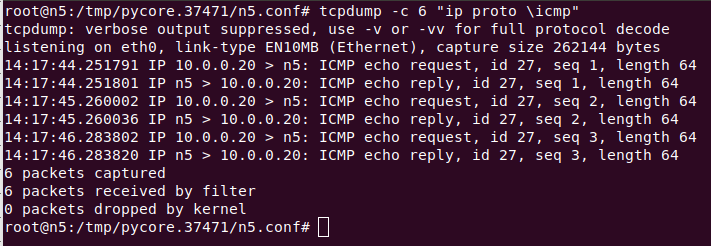 root@n5:/tmp/pycore.37471/n5.conf# tcpdump -c 6 "ip proto \icmp"
tcpdump: verbose output suppressed, use -v or -vv for full protocol decode
listening on eth0, link-type EN10MB (Ethernet), capture size 262144 bytes
14:17:44.251791 IP 10.0.0.20 > n5: ICMP echo request, id 27, seq 1, length 64
14:17:44.251801 IP n5 > 10.0.0.20: ICMP echo reply, id 27, seq 1, length 64
14:17:45.260002 IP 10.0.0.20 > n5: ICMP echo request, id 27, seq 2, length 64
14:17:45.260036 IP n5 > 10.0.0.20: ICMP echo reply, id 27, seq 2, length 64
14:17:46.283802 IP 10.0.0.20 > n5: ICMP echo request, id 27, seq 3, length 64
14:17:46.283820 IP n5 > 10.0.0.20: ICMP echo reply, id 27, seq 3, length 64
6 packets captured
6 packets received by filter
0 packets dropped by kernel
root@n5:/tmp/pycore.37471/n5.conf#